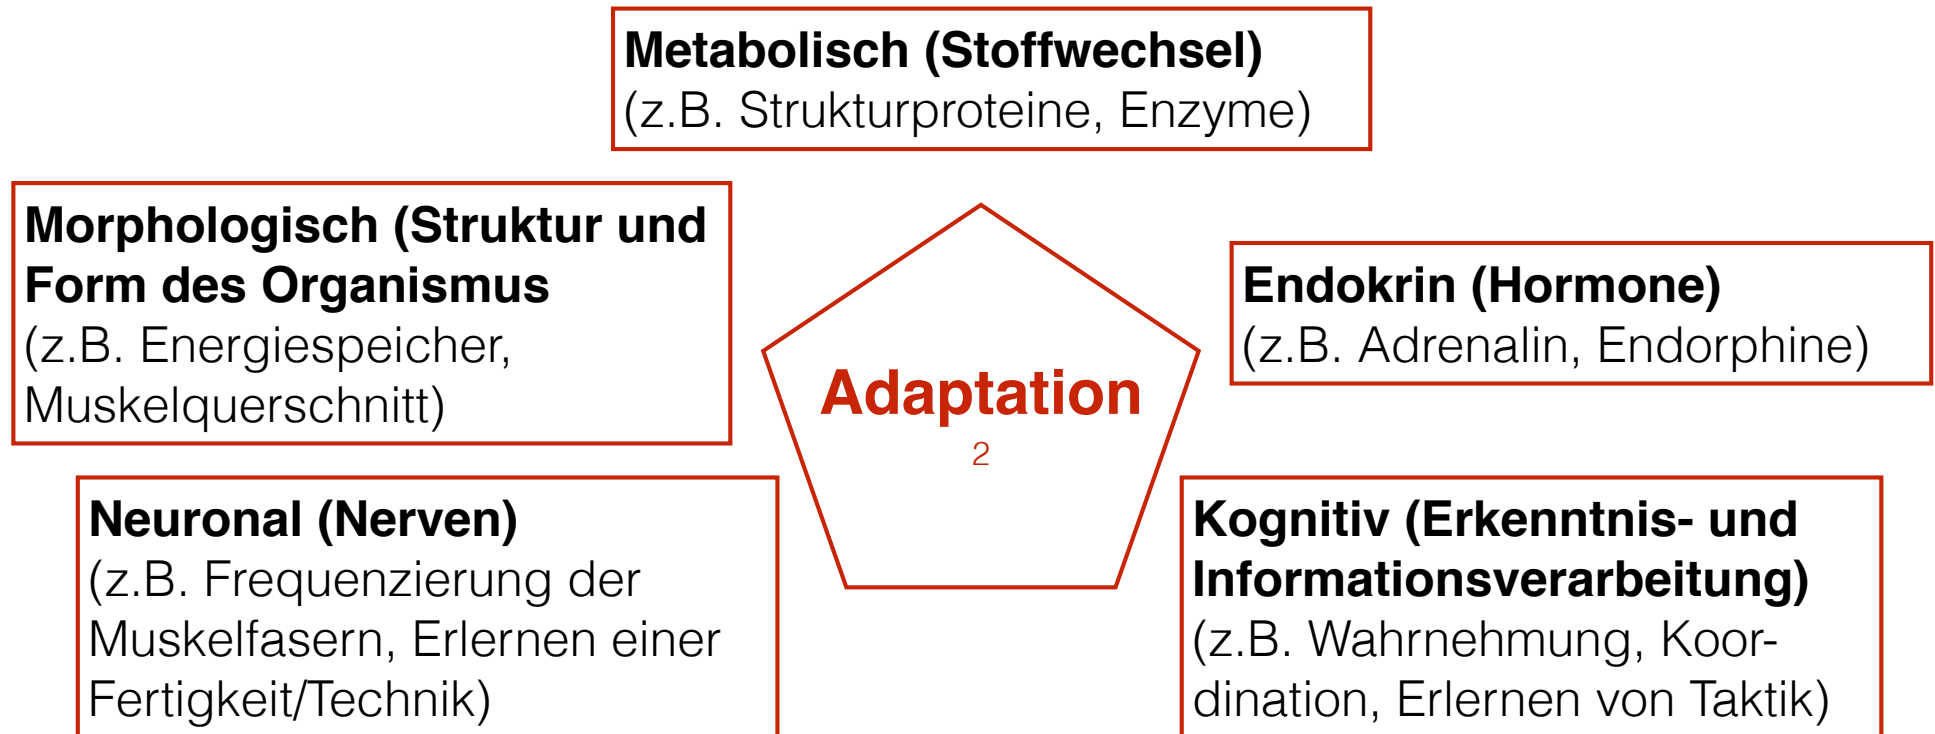 Metabolisch (Stoffwechsel)
(z.B. Strukturproteine, Enzyme)
Morphologisch (Struktur und
Form des Organismus
(z.B. Energiespeicher,
Muskelquerschnitt)
Endokrin (Hormone)
(z.B. Adrenalin, Endorphine)
Adaptation
2
Neuronal (Nerven)
(z.B. Frequenzierung der
Muskelfasern, Erlernen einer
Fertigkeit/Technik)
Kognitiv (Erkenntnis- und
Informationsverarbeitung)
(z.B. Wahrnehmung, Koor-
dination, Erlernen von Taktik)